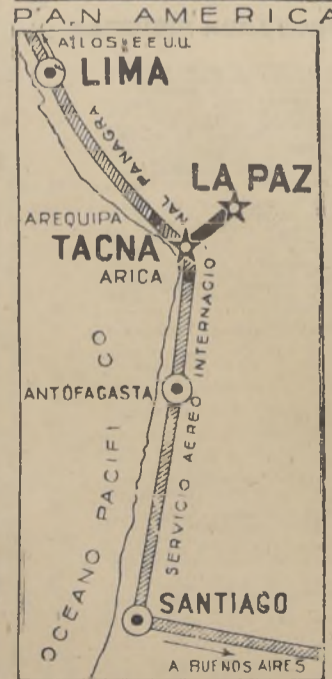 PAN AMERICA
A LOS EE U.U.
LIMA
PANAGRA
LA PAZ
AREQUIPA
TACNA
ARICA
SERVICIO AEREO INTERNACIONAL
ANTOFAGASTA
OCEANO PACIFICO
SANTIAGO
A BUENOS AIRES